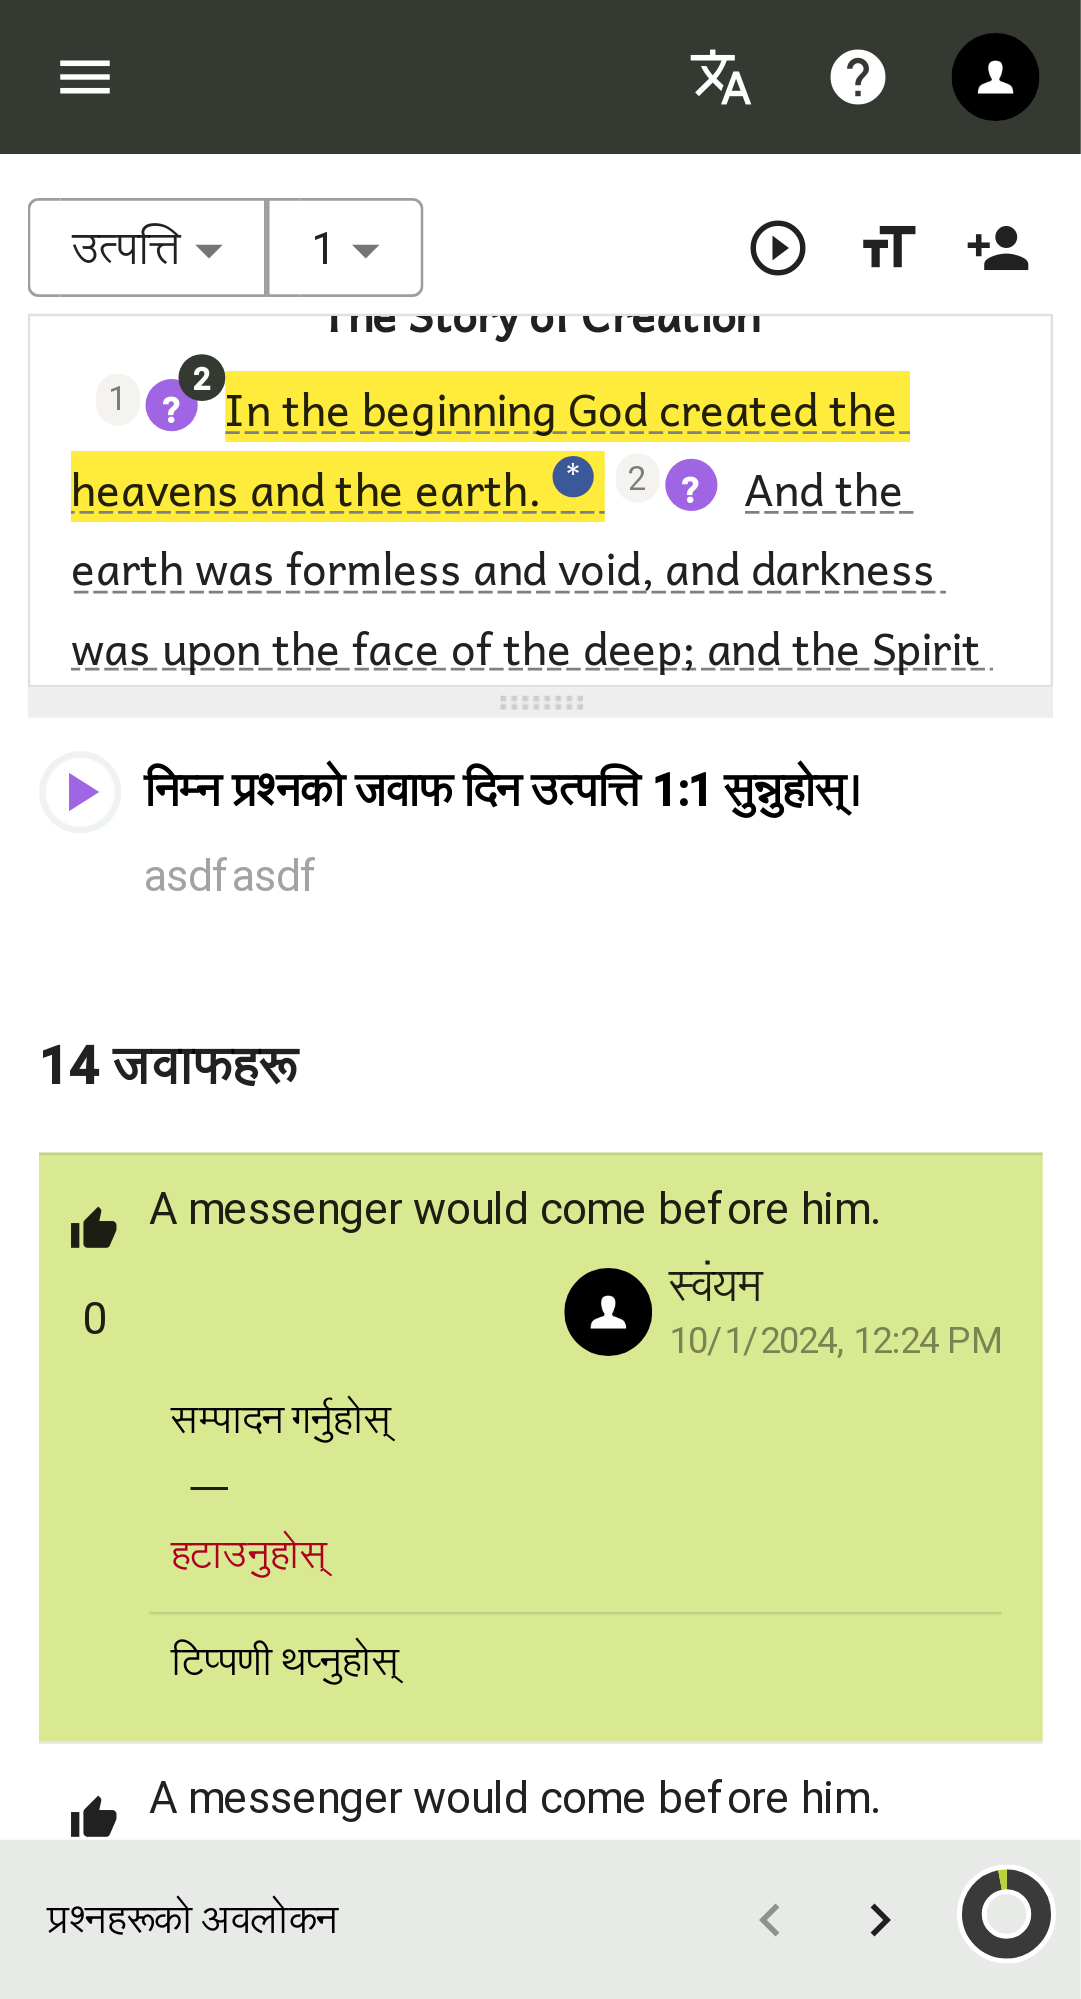 उत्पत्ति 1
The Story of Creation
1 ? 2 In the beginning God created the
heavens and the earth. * 2 ? And the
earth was formless and void, and darkness
was upon the face of the deep; and the Spirit
निम्न प्रश्नको जवाफ दिन उत्पत्ति 1:1 सुन्नुहोस्।
asdfasdf
14 जवाफहरू
A messenger would come before him.
स्वंयम
0
10/1/2024, 12:24 PM
सम्पादन गर्नुहोस्
—
हटाउनुहोस्
टिप्पणी थप्नुहोस्
A messenger would come before him.
प्रश्नहरूको अवलोकन